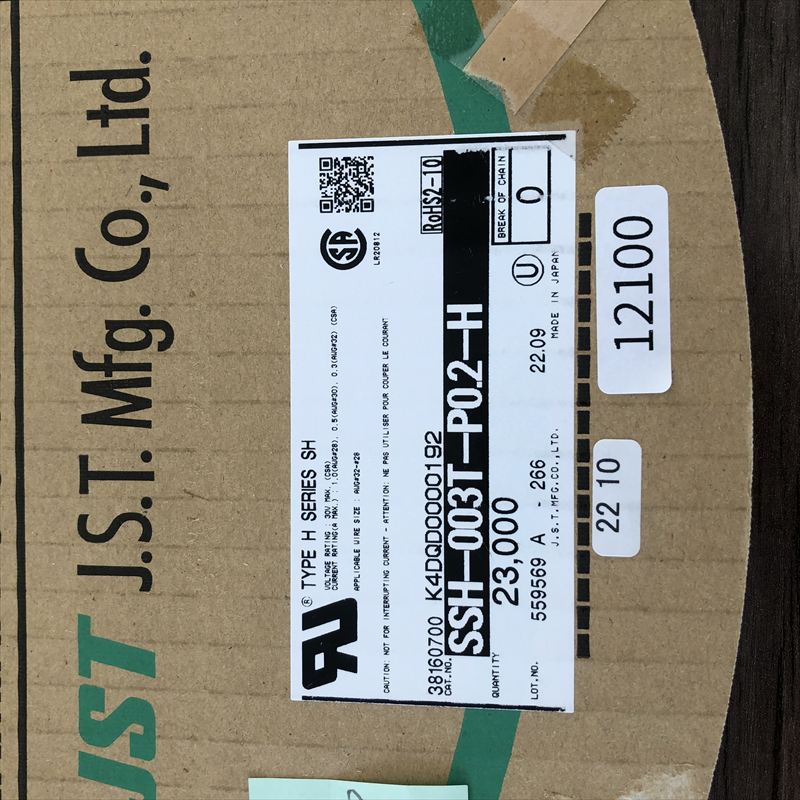 JST J.S.T. Mfg. Co., Ltd.
® TYPE H SERIES SH
VOLTAGE RATING : 30V MAX. (CSA)
CURRENT RATING(A MAX.) : 1.0(AWG#28), 0.5(AWG#30), 0.3(AWG#32) (CSA)
APPLICABLE WIRE SIZE : AWG#32-#28
LR20812
CAUTION: NOT FOR INTERRUPTING CURRENT - ATTENTION: NE PAS UTILISER POUR COUPER LE COURANT
38160700 K4DQD0000192
RoHS2-10
CAT.NO. SSH-003T-P0.2-H
QUANTITY 23,000
BREAK OF CHAIN
0
LOT.NO. 559569 A - 266 22.09 U
J.S.T.MFG.CO.,LTD. MADE IN JAPAN
22 10
12100